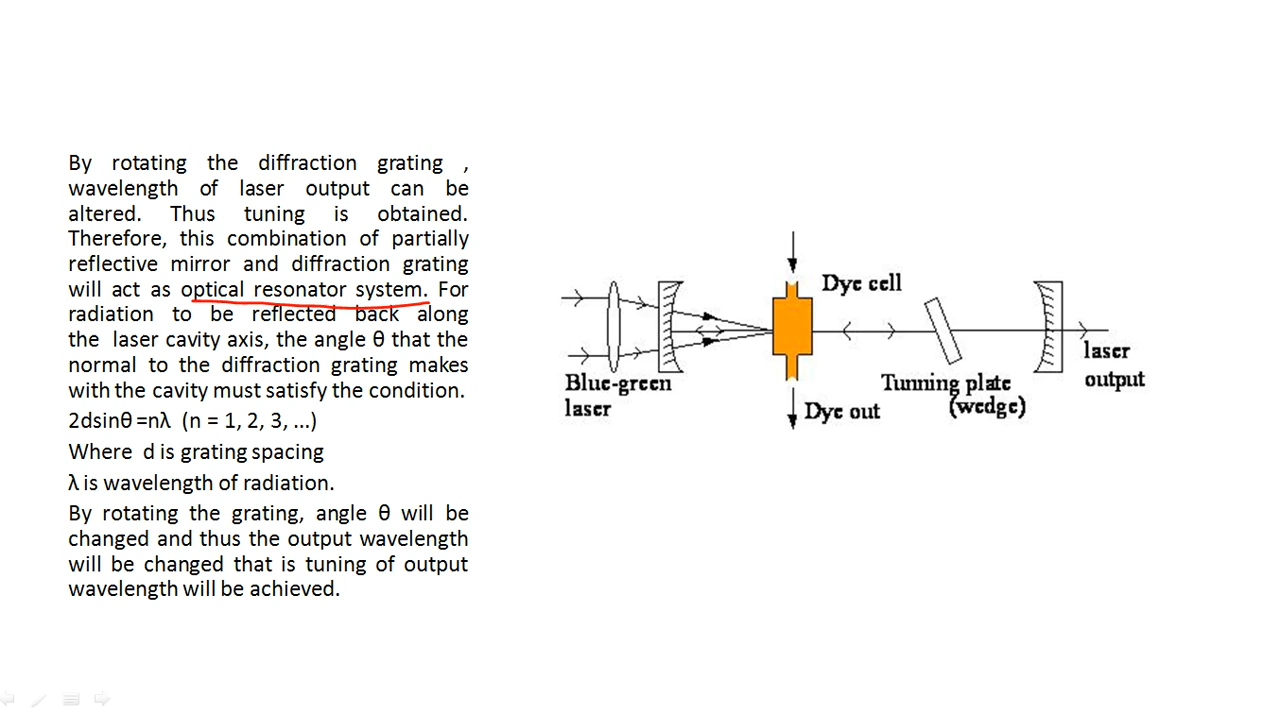 By rotating the diffraction grating ,
wavelength of laser output can be
altered. Thus tuning is obtained.
Therefore, this combination of partially
reflective mirror and diffraction grating
will act as optical resonator system. For
radiation to be reflected back along
the laser cavity axis, the angle θ that the
normal to the diffraction grating makes
with the cavity must satisfy the condition.
2dsinθ =nλ (n = 1, 2, 3, ...)
Where d is grating spacing
λ is wavelength of radiation.
By rotating the grating, angle θ will be
changed and thus the output wavelength
will be changed that is tuning of output
wavelength will be achieved.
Dye cell
Blue-green
laser
Dye out
Tunning plate
(wedge)
laser
output